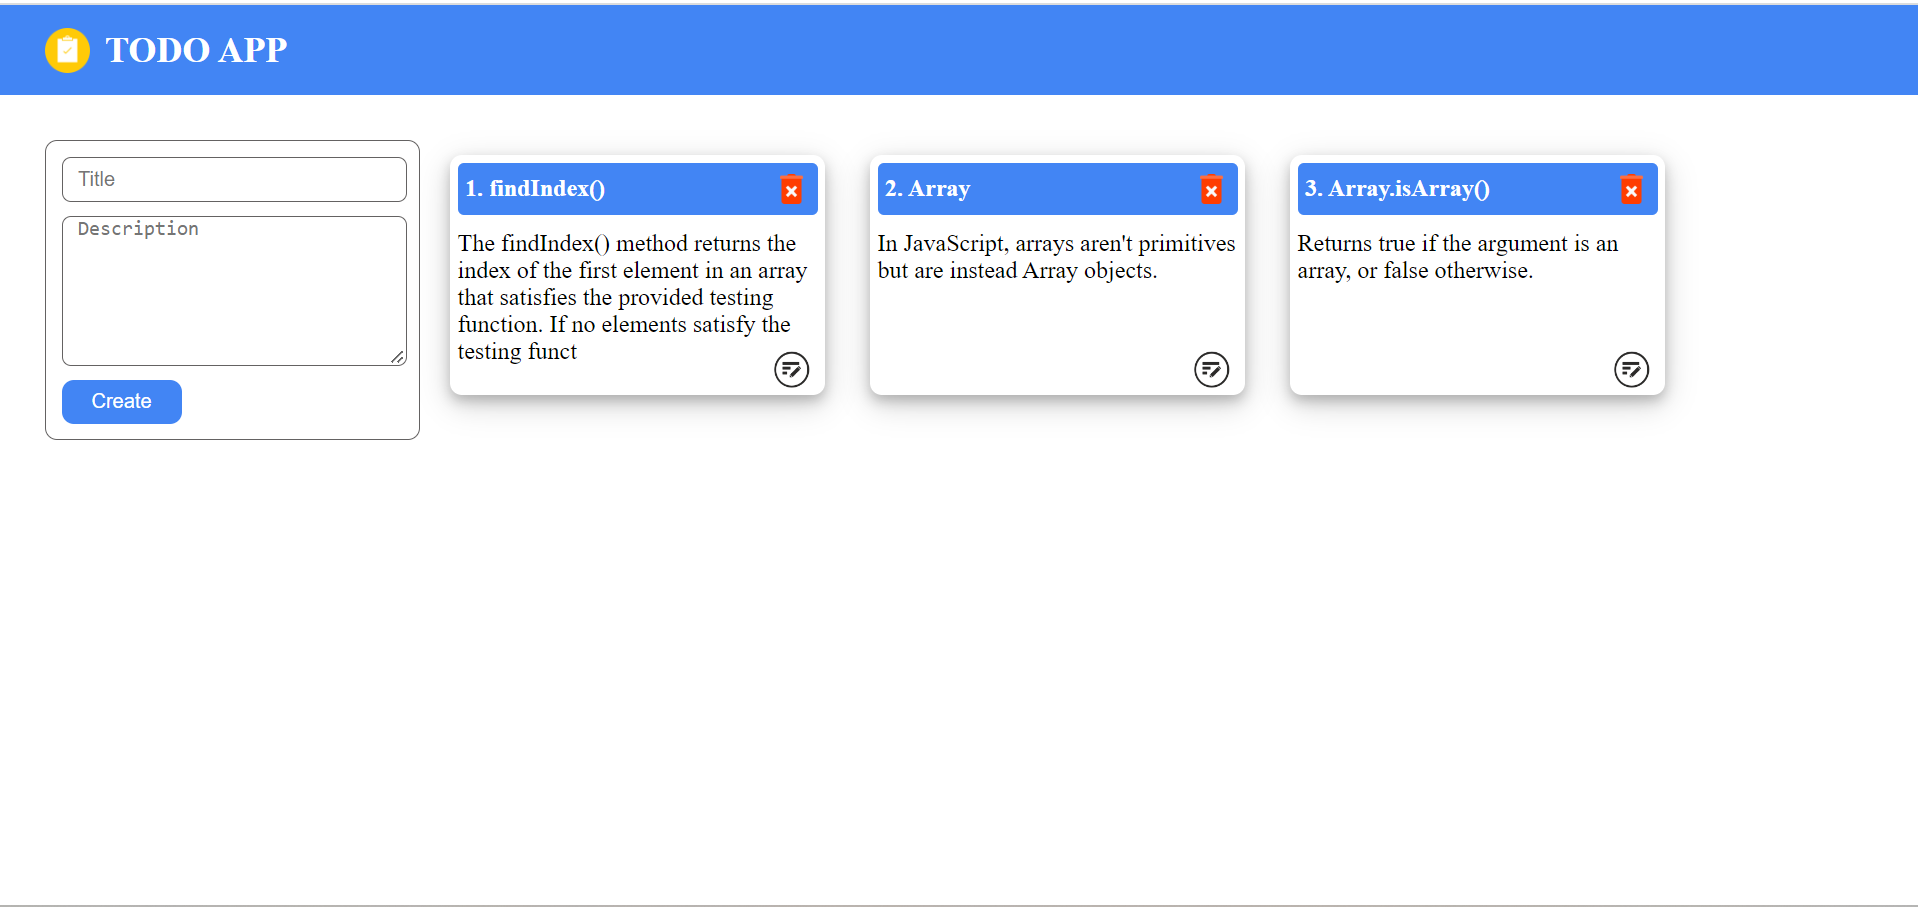 TODO APP
Title
Description
Create
1. findIndex()
The findIndex() method returns the
index of the first element in an array
that satisfies the provided testing
function. If no elements satisfy the
testing funct
2. Array
In JavaScript, arrays aren't primitives
but are instead Array objects.
3. Array.isArray()
Returns true if the argument is an
array, or false otherwise.